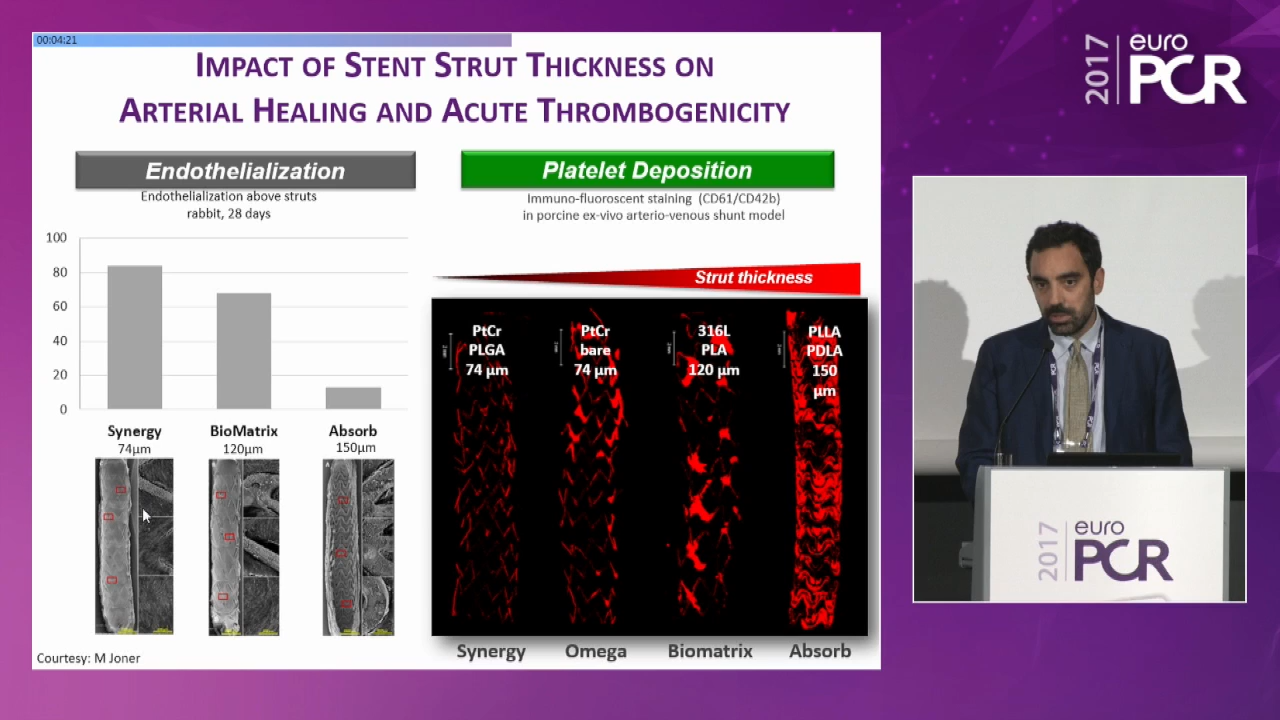 00:04:21
IMPACT OF STENT STRUT THICKNESS ON
ARTERIAL HEALING AND ACUTE THROMBOGENICITY
Endothelialization
Endothelialization above struts
rabbit, 28 days
100
80
60
40
20
0
Synergy
74µm
BioMatrix
120µm
Absorb
150µm
Courtesy: M Joner
Platelet Deposition
Immuno-fluoroscent staining (CD61/CD42b)
in porcine ex-vivo arterio-venous shunt model
Strut thickness
PtCr
PLGA
74 µm
PtCr
bare
74 µm
316L
PLA
120 µm
PLLA
PDLA
150
µm
Synergy
Omega
Biomatrix
Absorb
2017
euro
PCR
2017
euro
PCR